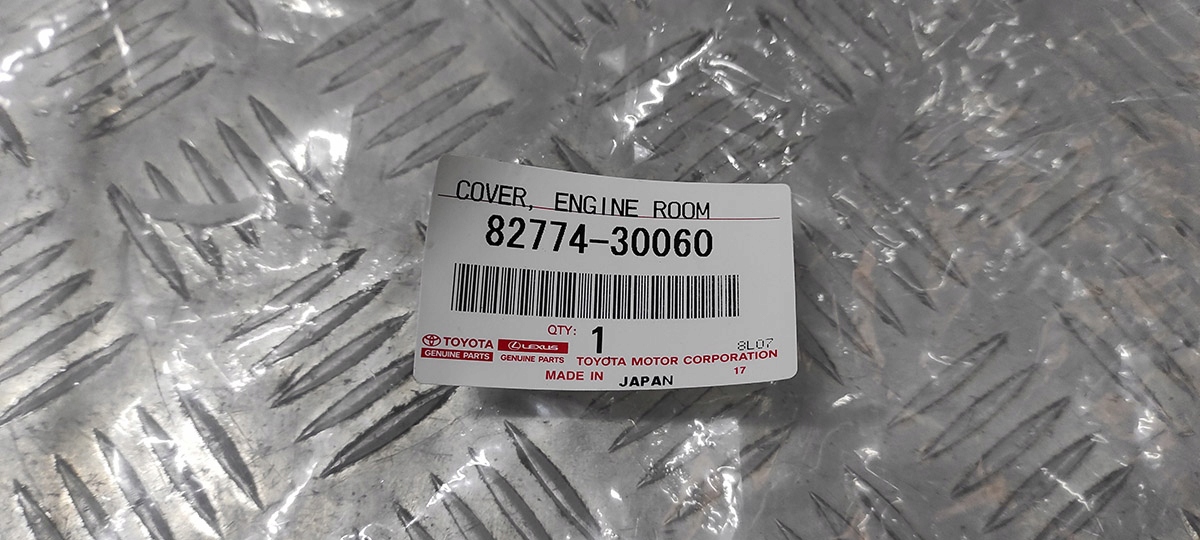 COVER, ENGINE ROOM
82774-30060
QTY: 1
TOYOTA LEXUS 8L07
GENUINE PARTS GENUINE PARTS TOYOTA MOTOR CORPORATION
MADE IN JAPAN 17